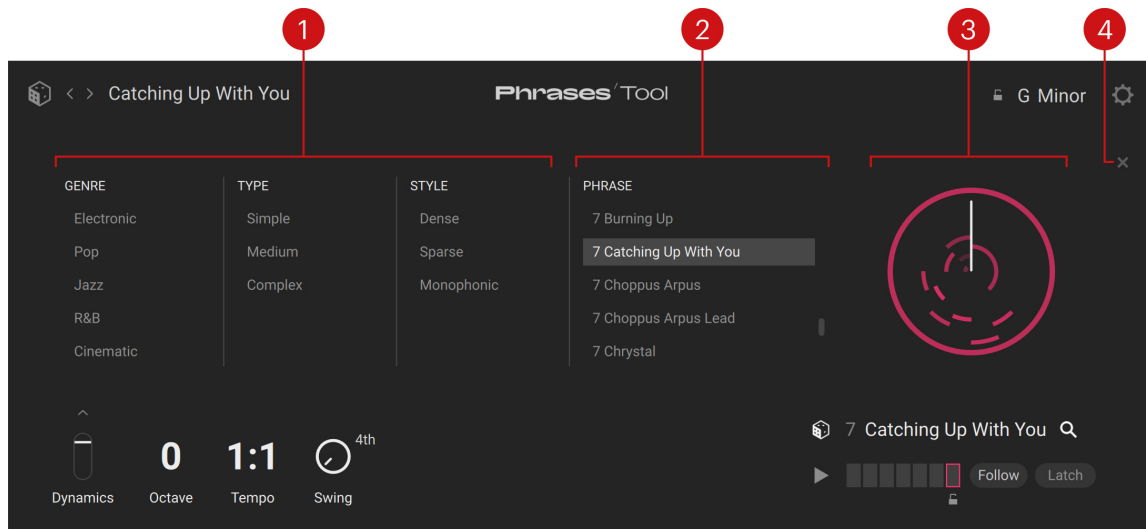 1 2 3 4
Catching Up With You Phrases'Tool G Minor
GENRE TYPE STYLE PHRASE
Electronic Simple Dense 7 Burning Up
Pop Medium Sparse 7 Catching Up With You
Jazz Complex Monophonic 7 Choppus Arpus
R&B 7 Choppus Arpus Lead
Cinematic 7 Chrystal
7 Catching Up With You
0 1:1 4th
Follow Latch
Dynamics Octave Tempo Swing